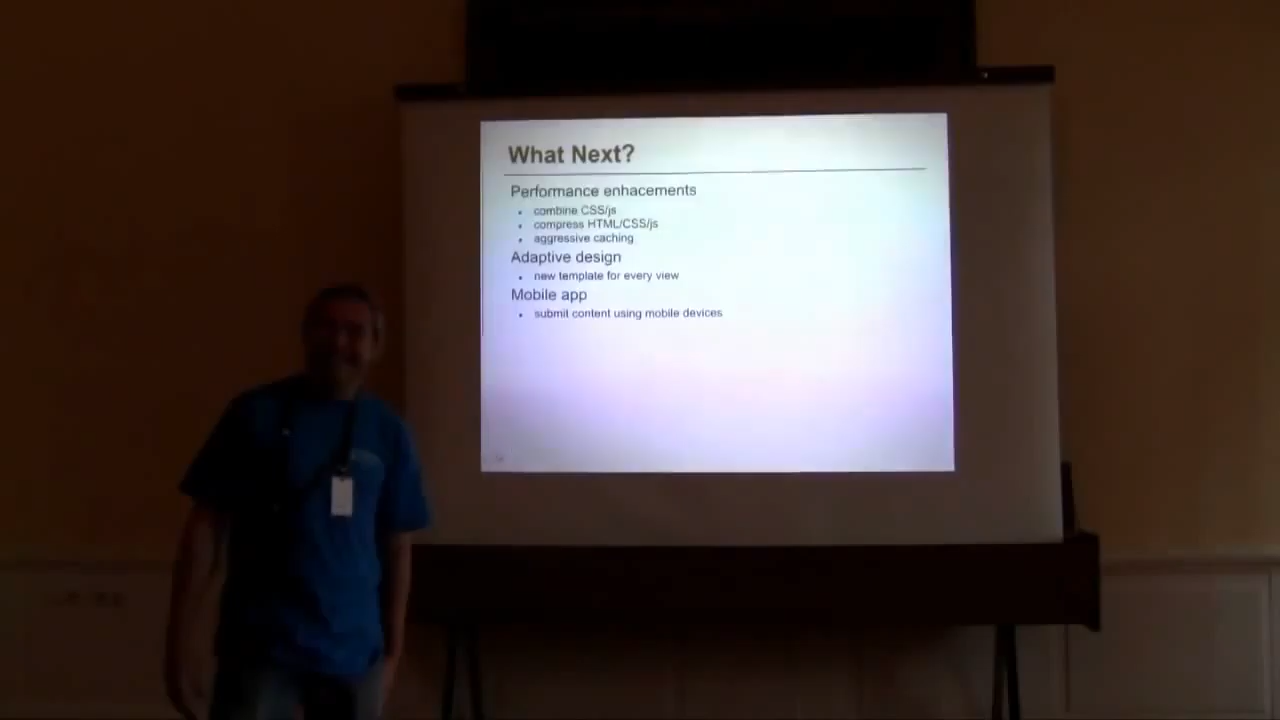 What Next?
Performance enhacements
• combine CSS/js
• compress HTML/CSS/js
• aggressive caching
Adaptive design
• new template for every view
Mobile app
• submit content using mobile devices